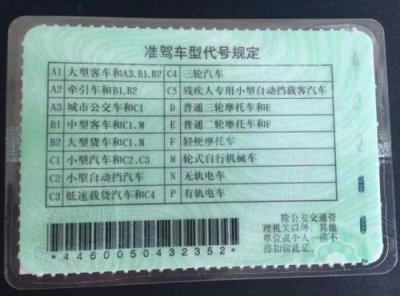 准驾车型代号规定
A1 大型客车和A3.B1.B2 C4 三轮汽车
A2 牵引车和B1.B2 C5 残疾人专用小型自动挡载客汽车
A3 城市公交车和C1 D 普通三轮摩托车和E
B1 中型客车和C1.M E 普通二轮摩托车和F
B2 大型货车和C1.M F 轻便摩托车
C1 小型汽车和C2.C3 M 轮式自行机械车
C2 小型自动挡汽车 N 无轨电车
C3 低速载货汽车和C4 P 有轨电车
除公安交通管
理机关以外，其他
单位或个人一律不
得扣留此证。
*4460050432352*